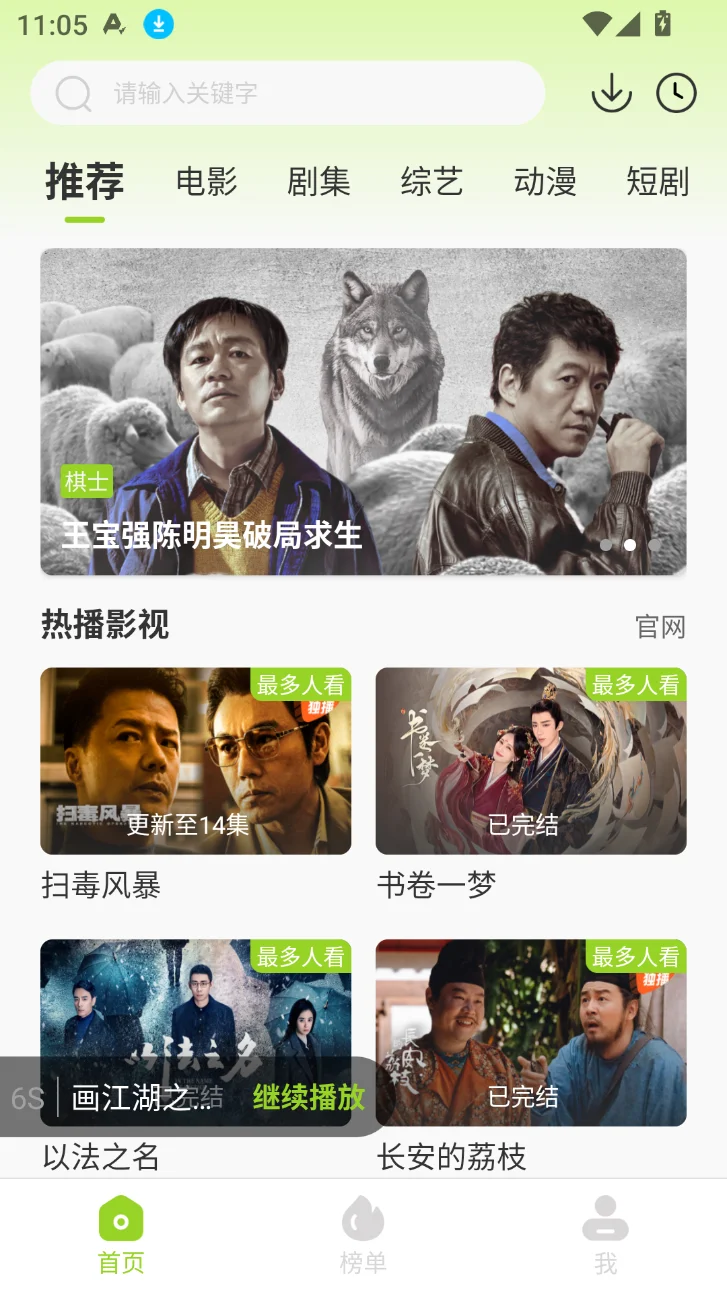 11:05
请输入关键字
推荐 电影 剧集 综艺 动漫 短剧
棋士
王宝强陈明昊破局求生
热播影视 官网
最多人看
独播
扫毒风暴
更新至14集
扫毒风暴
最多人看
书卷一梦
已完结
书卷一梦
最多人看
以法之名
已完结
以法之名
最多人看
独播
长安的荔枝
已完结
长安的荔枝
6S 画江湖之... 继续播放
首页 榜单 我